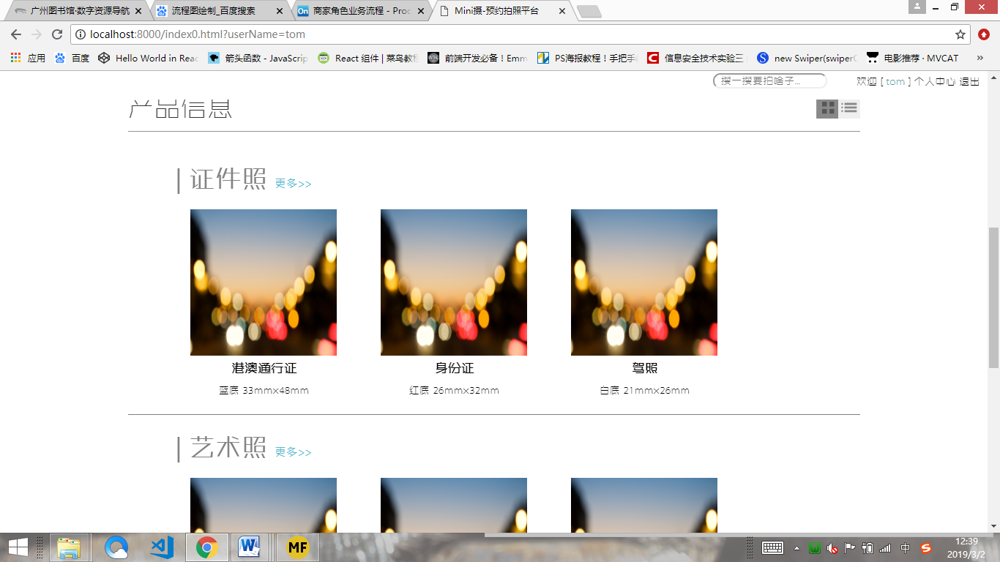 广州图书馆·数字资源导航
流程图绘制_百度搜索
商家角色业务流程 - Proc
Mini摄-预约拍照平台
localhost:8000/index0.html?userName=tom
应用 百度 Hello World in Reac 箭头函数 - JavaScrip React 组件 | 菜鸟教程 前端开发必备！Emm PS海报教程！手把手 信息安全技术实验三 new Swiper(swiperC 电影推荐 · MVCAT »
搜一搜要拍啥子... 欢迎 [ tom ] 个人中心 退出
产品信息
证件照 更多>>
港澳通行证 身份证 驾照
蓝底 33mm×48mm 红底 26mm×32mm 白底 21mm×26mm
艺术照 更多>>
MF 中 12:39
2019/3/2